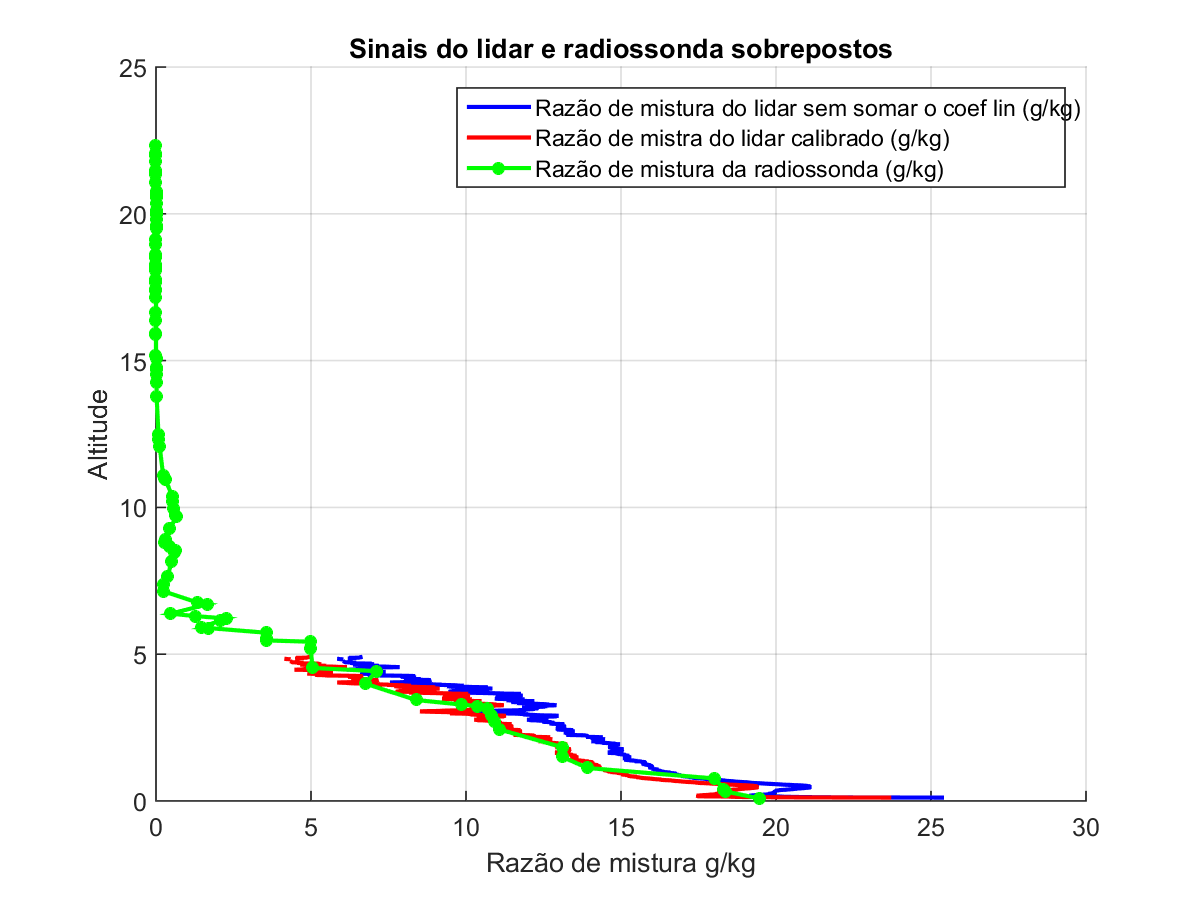 Sinais do lidar e radiossonda sobrepostos
25
20
15
10
5
0
Altitude
Razão de mistura do lidar sem somar o coef lin (g/kg)
Razão de mistra do lidar calibrado (g/kg)
Razão de mistura da radiossonda (g/kg)
0 5 10 15 20 25 30
Razão de mistura g/kg